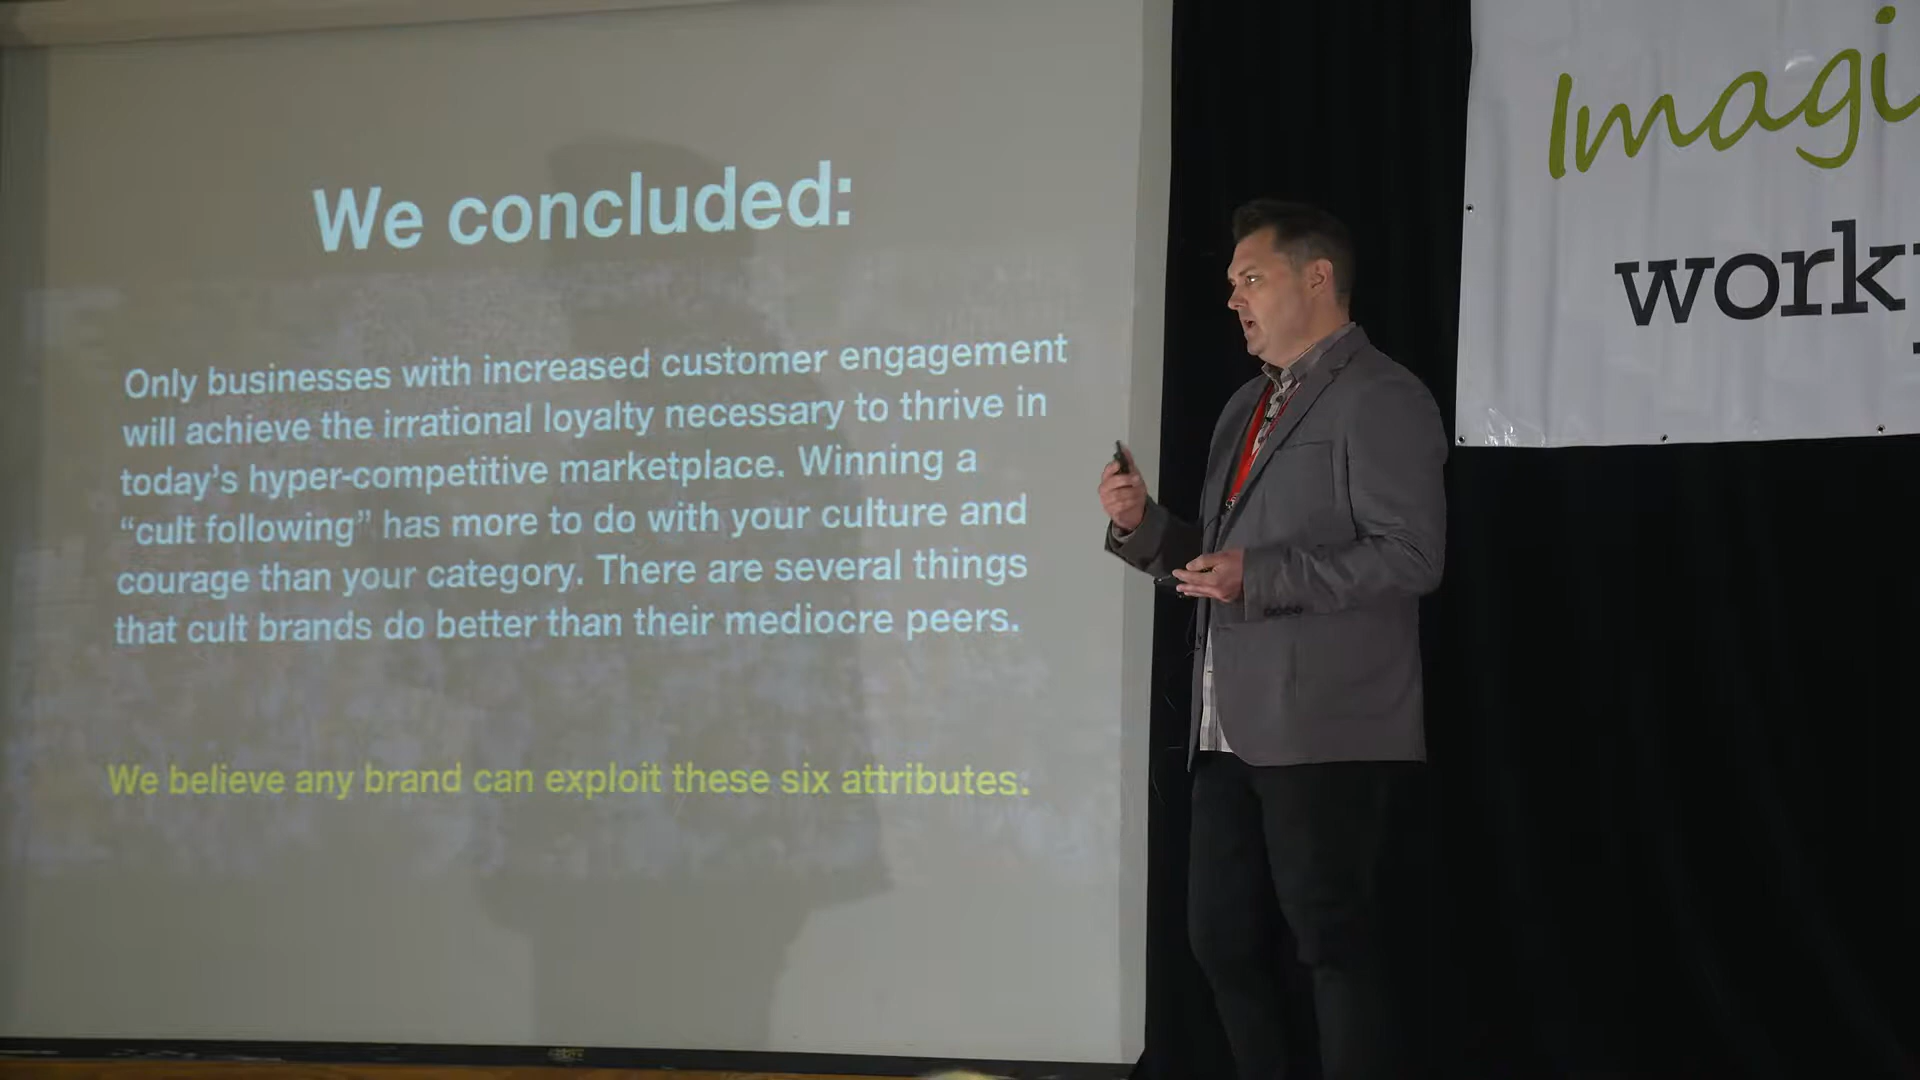 We concluded:
Only businesses with increased customer engagement
will achieve the irrational loyalty necessary to thrive in
today's hyper-competitive marketplace. Winning a
“cult following” has more to do with your culture and
courage than your category. There are several things
that cult brands do better than their mediocre peers.
We believe any brand can exploit these six attributes.
Imagi
work